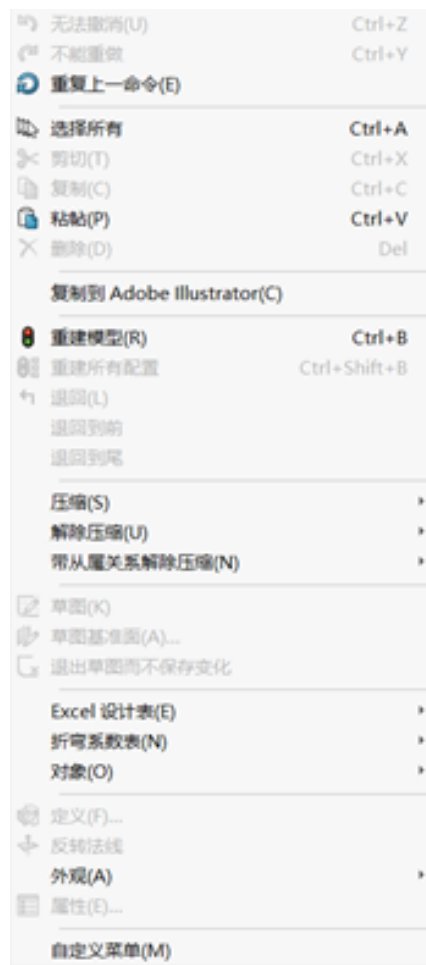 无法撤消(U) Ctrl+Z
不能重做 Ctrl+Y
重复上一命令(E)
选择所有 Ctrl+A
剪切(T) Ctrl+X
复制(C) Ctrl+C
粘帖(P) Ctrl+V
删除(D) Del
复制到 Adobe Illustrator(C)
重建模型(R) Ctrl+B
重建所有配置 Ctrl+Shift+B
退回(L)
退回到前
退回到尾
压缩(S)
解除压缩(U)
带从属关系解除压缩(N)
草图(K)
草图基准面(A)...
退出草图而不保存变化
Excel 设计表(E)
折弯系数表(N)
对象(O)
定义(F)...
反转法线
外观(A)
属性(E)...
自定义菜单(M)